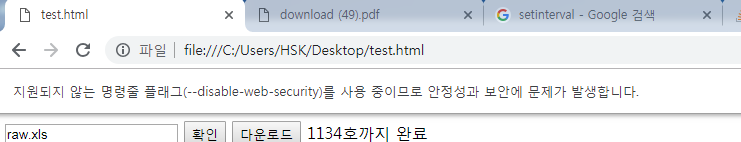 test.html
download (49).pdf
setinterval - Google 검색
파일 | file:///C:/Users/HSK/Desktop/test.html
지원되지 않는 명령줄 플래그(--disable-web-security)를 사용 중이므로 안정성과 보안에 문제가 발생합니다.
raw.xls 확인 다운로드 1134호까지 완료